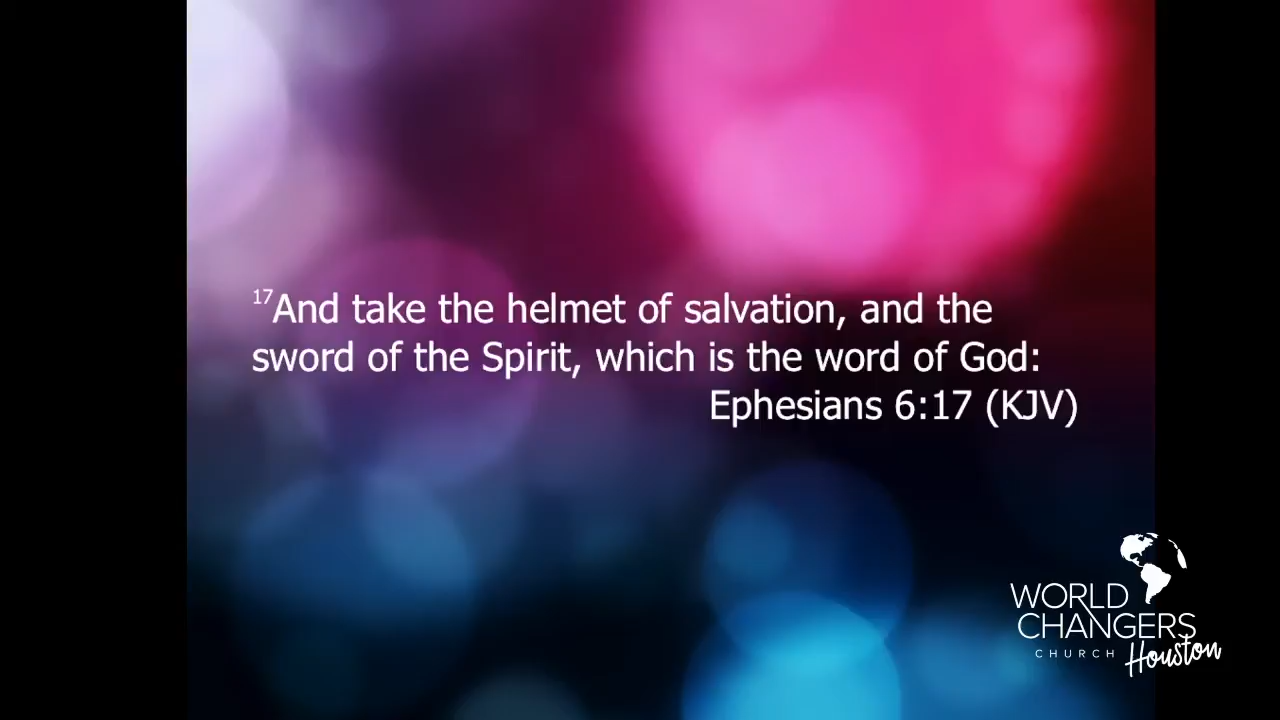 17And take the helmet of salvation, and the
sword of the Spirit, which is the word of God:
Ephesians 6:17 (KJV)
WORLD
CHANGERS
CHURCH Houston